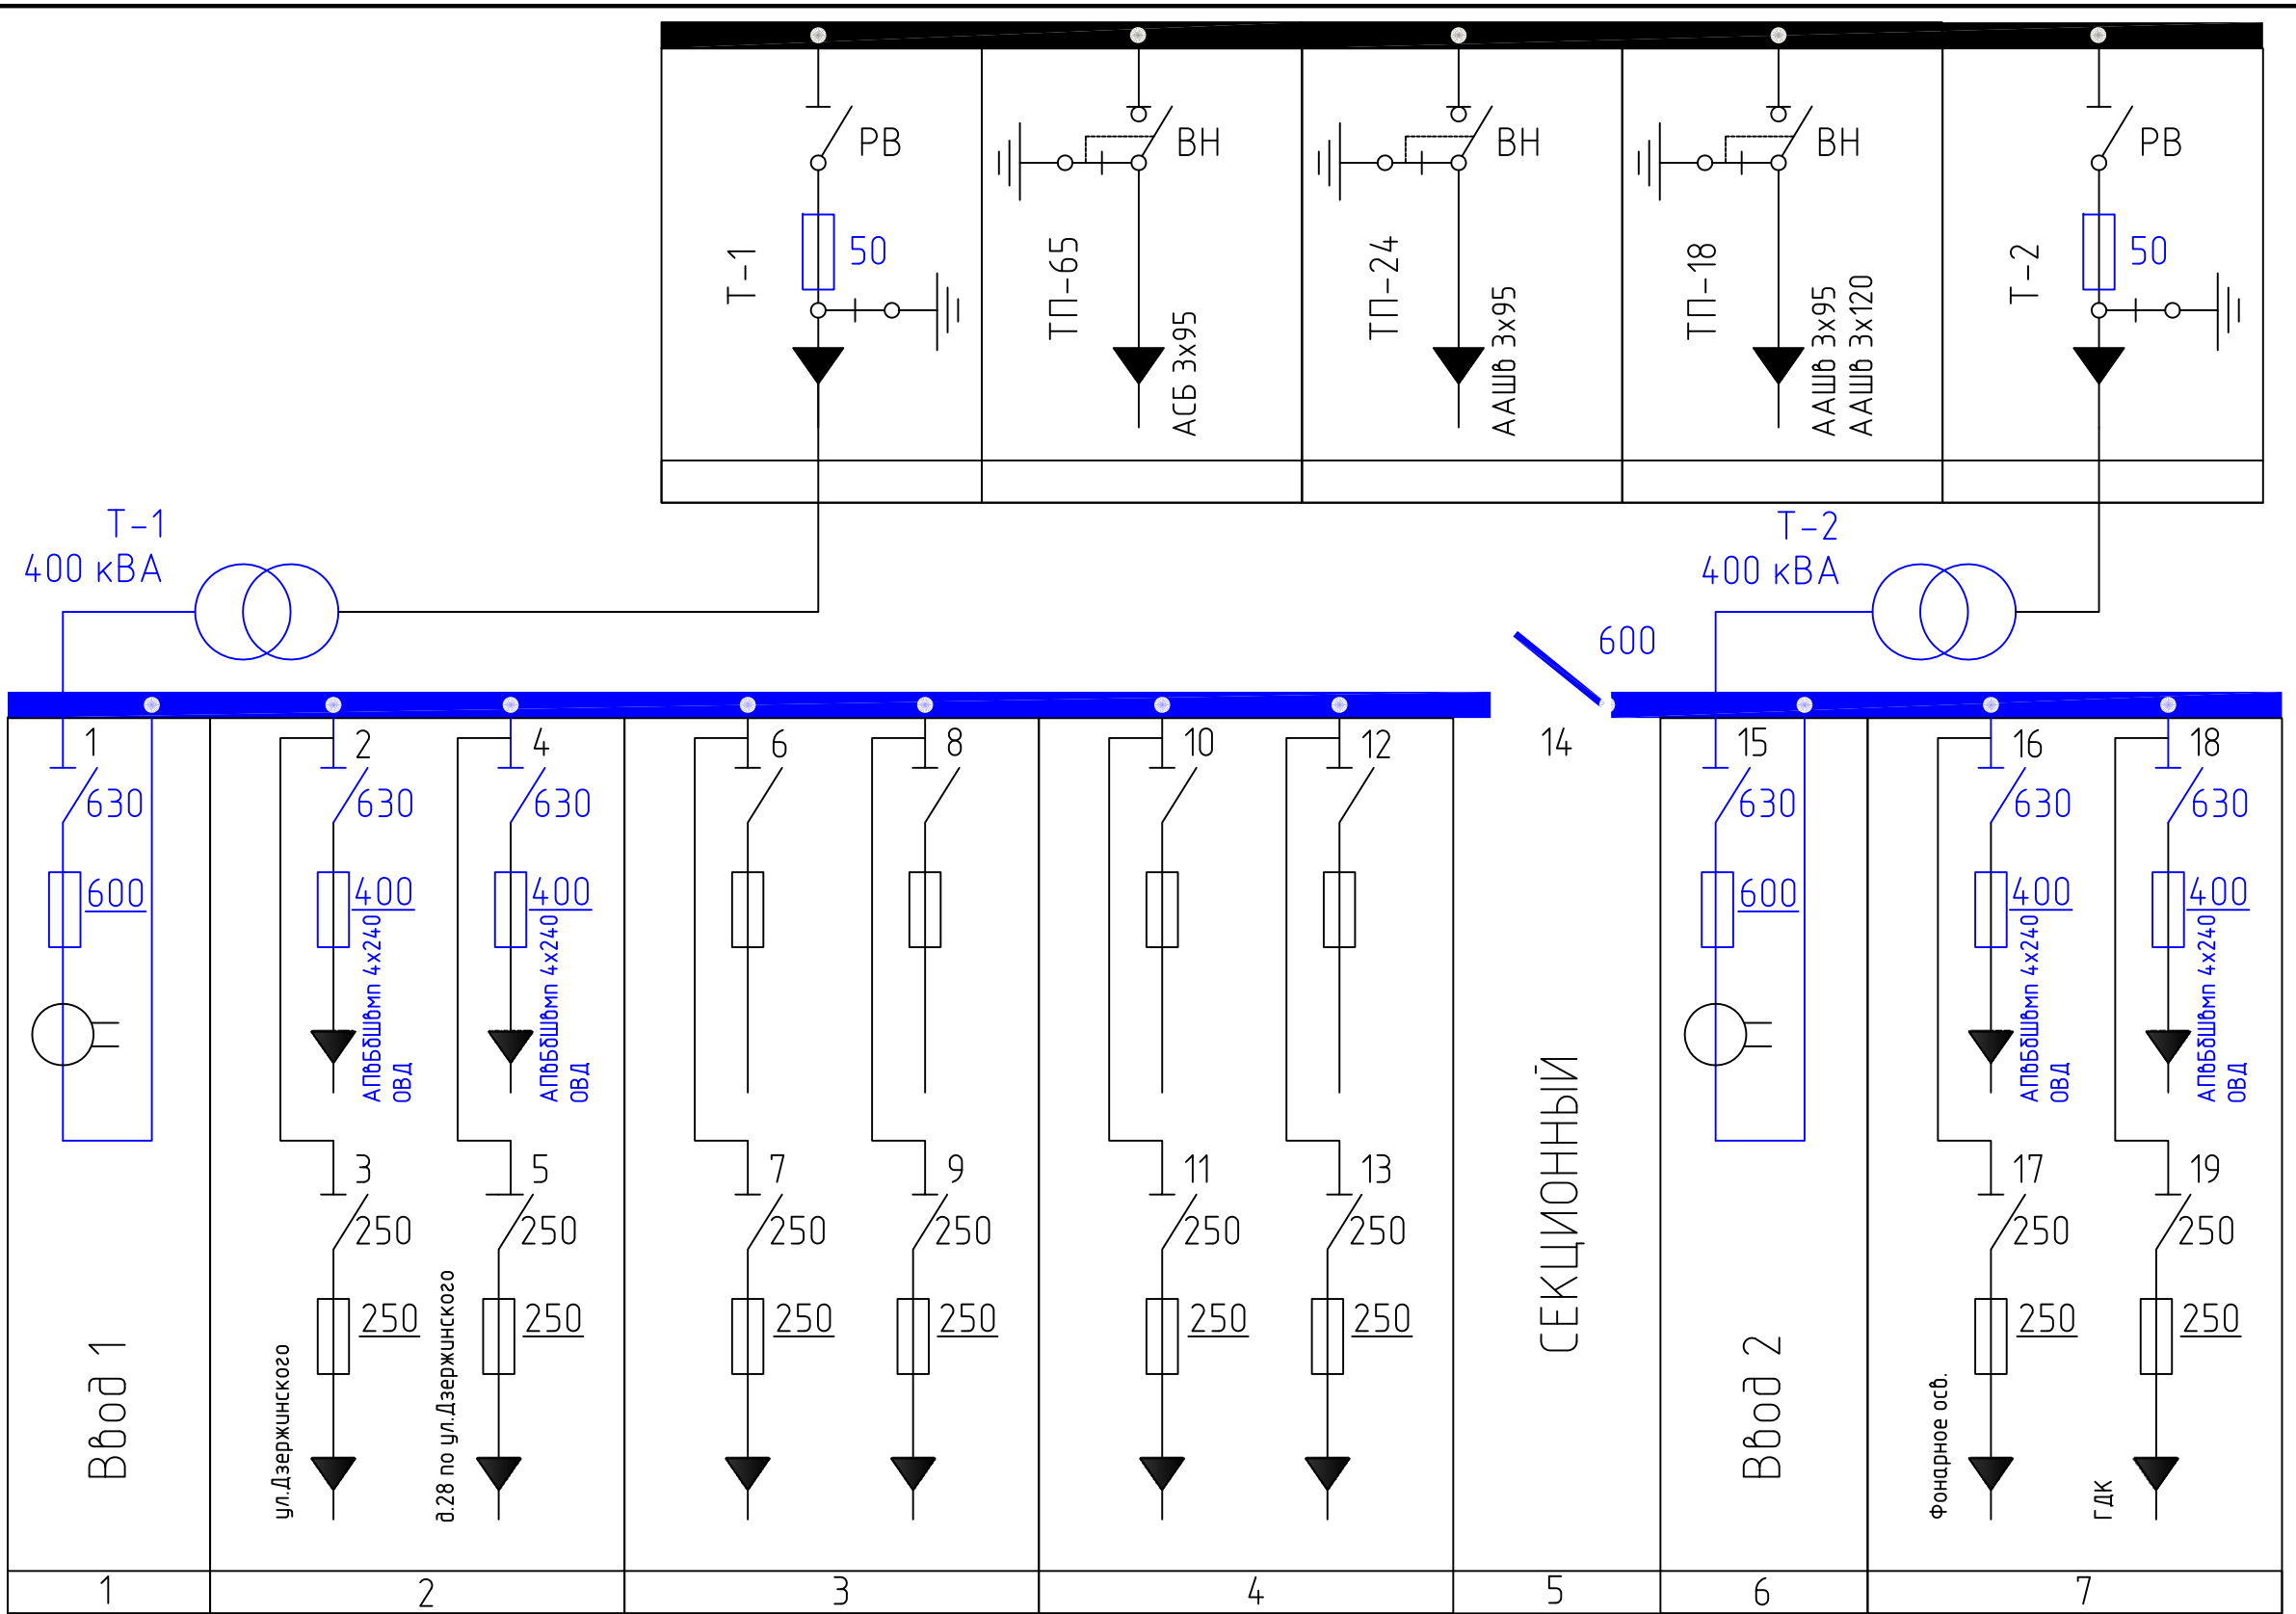 РВ
ВН
ВН
ВН
РВ
Т-1
50
ТП-65
АСБ 3х95
ТП-24
ААШв 3х95
ТП-18
ААШв 3х95
ААШв 3х120
Т-2
50
Т-1
400 кВА
Т-2
400 кВА
600
1
630
600
Ввод 1
2
630
400
АПвБбШвмп 4х240
ОВД
4
630
400
АПвБбШвмп 4х240
ОВД
3
250
250
ул.Дзержинского
5
250
250
д.28 по ул.Дзержинского
6
8
7
250
250
9
250
250
10
12
11
250
250
13
250
250
14
СЕКЦИОННЫЙ
15
630
600
Ввод 2
16
630
400
АПвБбШвмп 4х240
ОВД
18
630
400
АПвБбШвмп 4х240
ОВД
17
250
250
Фонарное осв.
19
250
250
ГДК
1
2
3
4
5
6
7